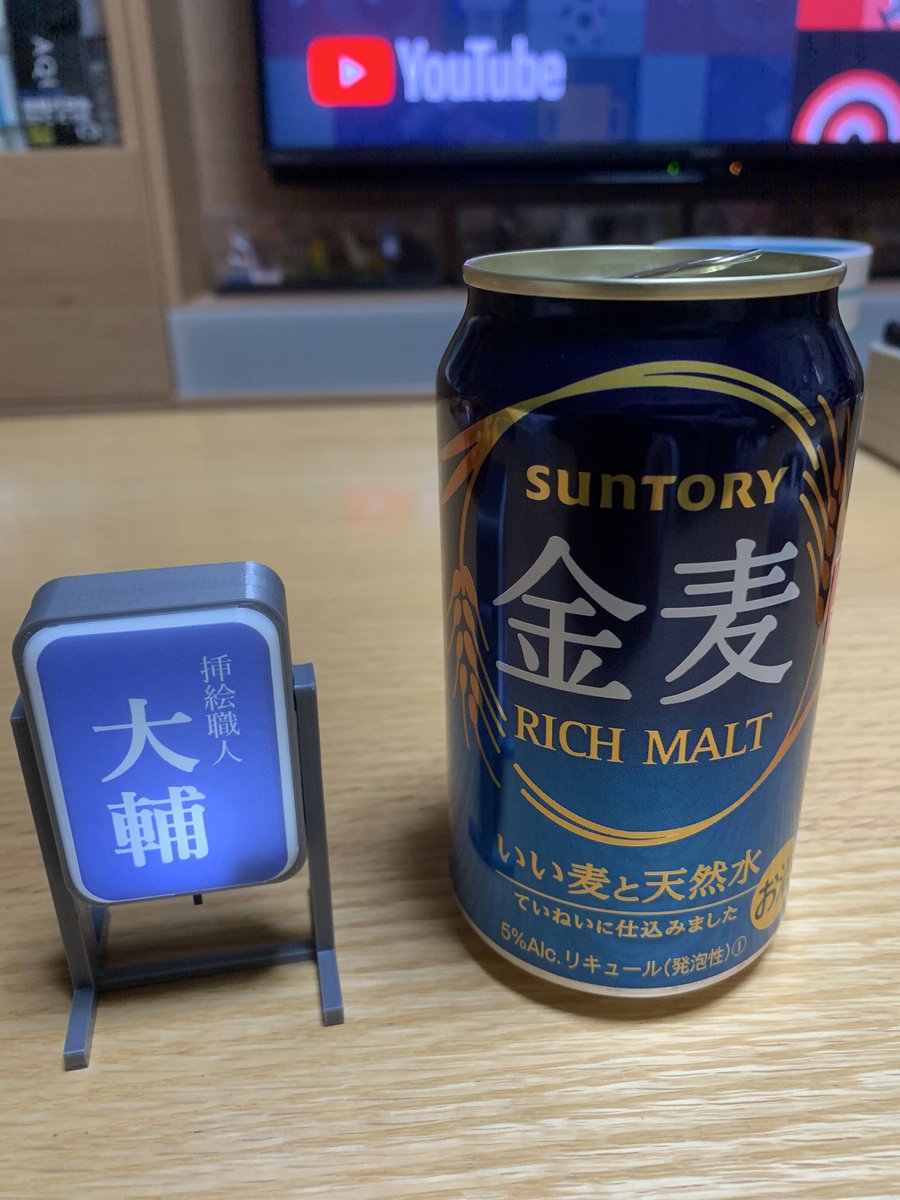 YouTube
SUNTORY
金麦
RICH MALT
いい麦と天然水
ていねいに仕込みました
5%Alc.リキュール(発泡性)①
お
挿絵職人
大輔